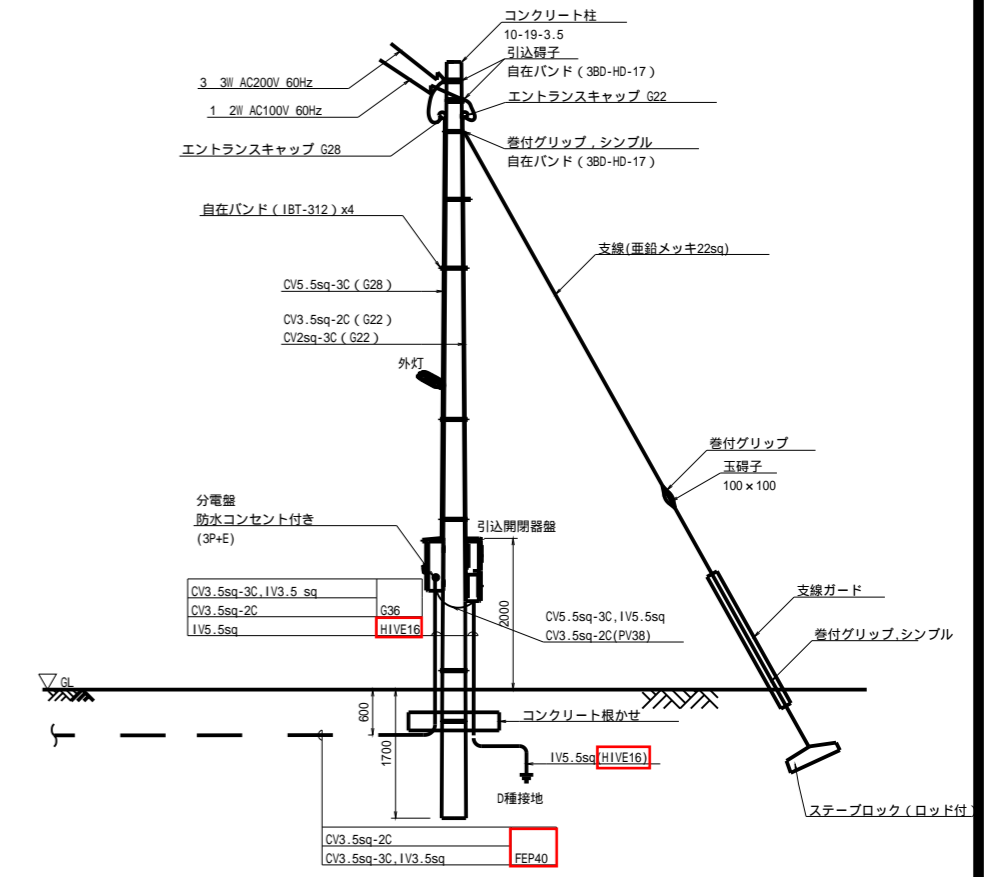 コンクリート柱
10-19-3.5
引込碍子
自在バンド（3BD-HD-17）
3 3W AC200V 60Hz
エントランスキャップ G22
1 2W AC100V 60Hz
エントランスキャップ G28
巻付グリップ，シンブル
自在バンド（3BD-HD-17）
自在バンド（IBT-312）x4
支線(亜鉛メッキ22sq)
CV5.5sq-3C（G28）
CV3.5sq-2C（G22）
CV2sq-3C（G22）
外灯
巻付グリップ
玉碍子
100×100
分電盤
防水コンセント付き
(3P+E)
引込開閉器盤
CV3.5sq-3C,IV3.5 sq
CV3.5sq-2C G36
IV5.5sq HIVE16
2000
CV5.5sq-3C,IV5.5sq
CV3.5sq-2C(PV38)
支線ガード
巻付グリップ,シンブル
GL
600
1700
コンクリート根かせ
IV5.5sq(HIVE16)
D種接地
ステーブロック（ロッド付）
CV3.5sq-2C
CV3.5sq-3C,IV3.5sq FEP40